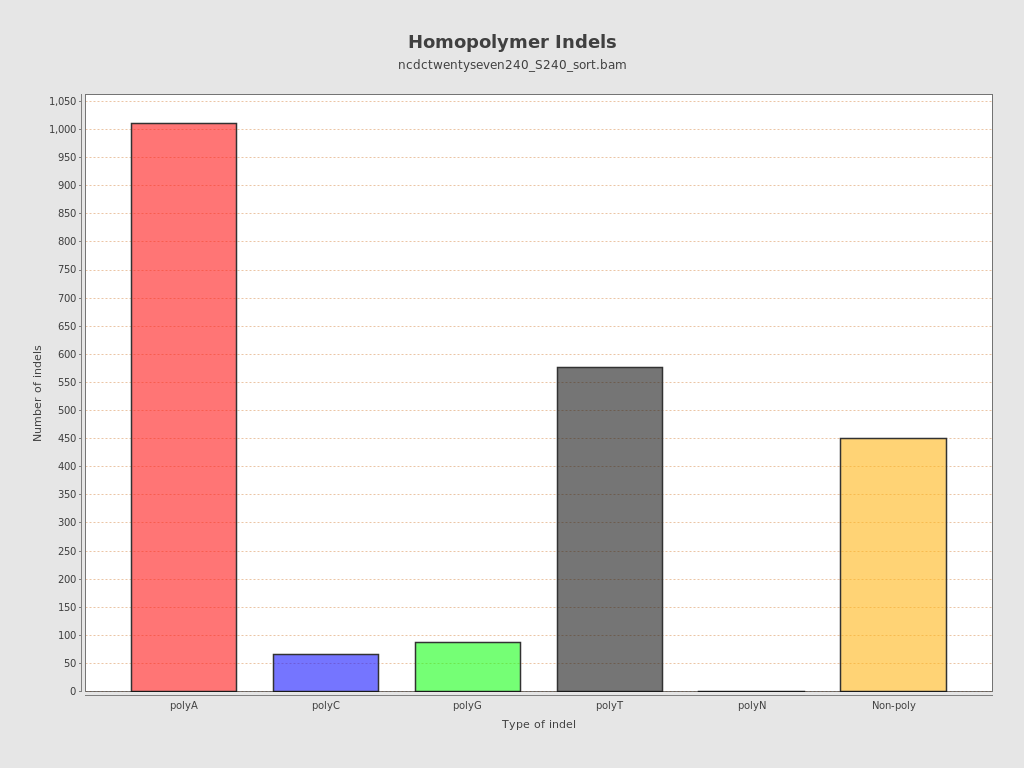 Homopolymer Indels
ncdctwentyseven240_S240_sort.bam
1,050
1,000
950
900
850
800
750
700
650
600
550
500
450
400
350
300
250
200
150
100
50
0
Number of indels
polyA
polyC
polyG
polyT
polyN
Non-poly
Type of indel